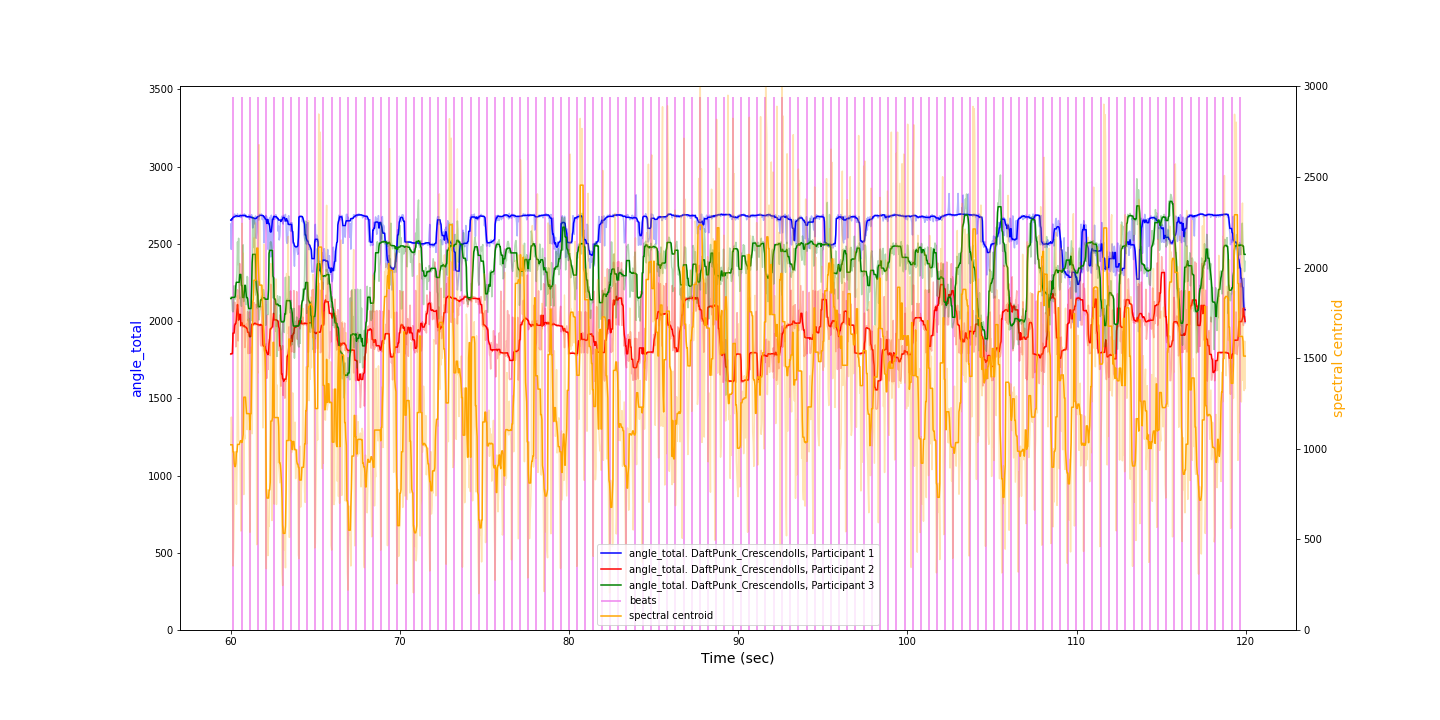 3500
3000
2500
2000
1500
1000
500
0
angle_total
3000
2500
2000
1500
1000
500
0
spectral centroid
angle_total. DaftPunk_Crescendolls, Participant 1
angle_total. DaftPunk_Crescendolls, Participant 2
angle_total. DaftPunk_Crescendolls, Participant 3
beats
spectral centroid
60 70 80 90 100 110 120
Time (sec)